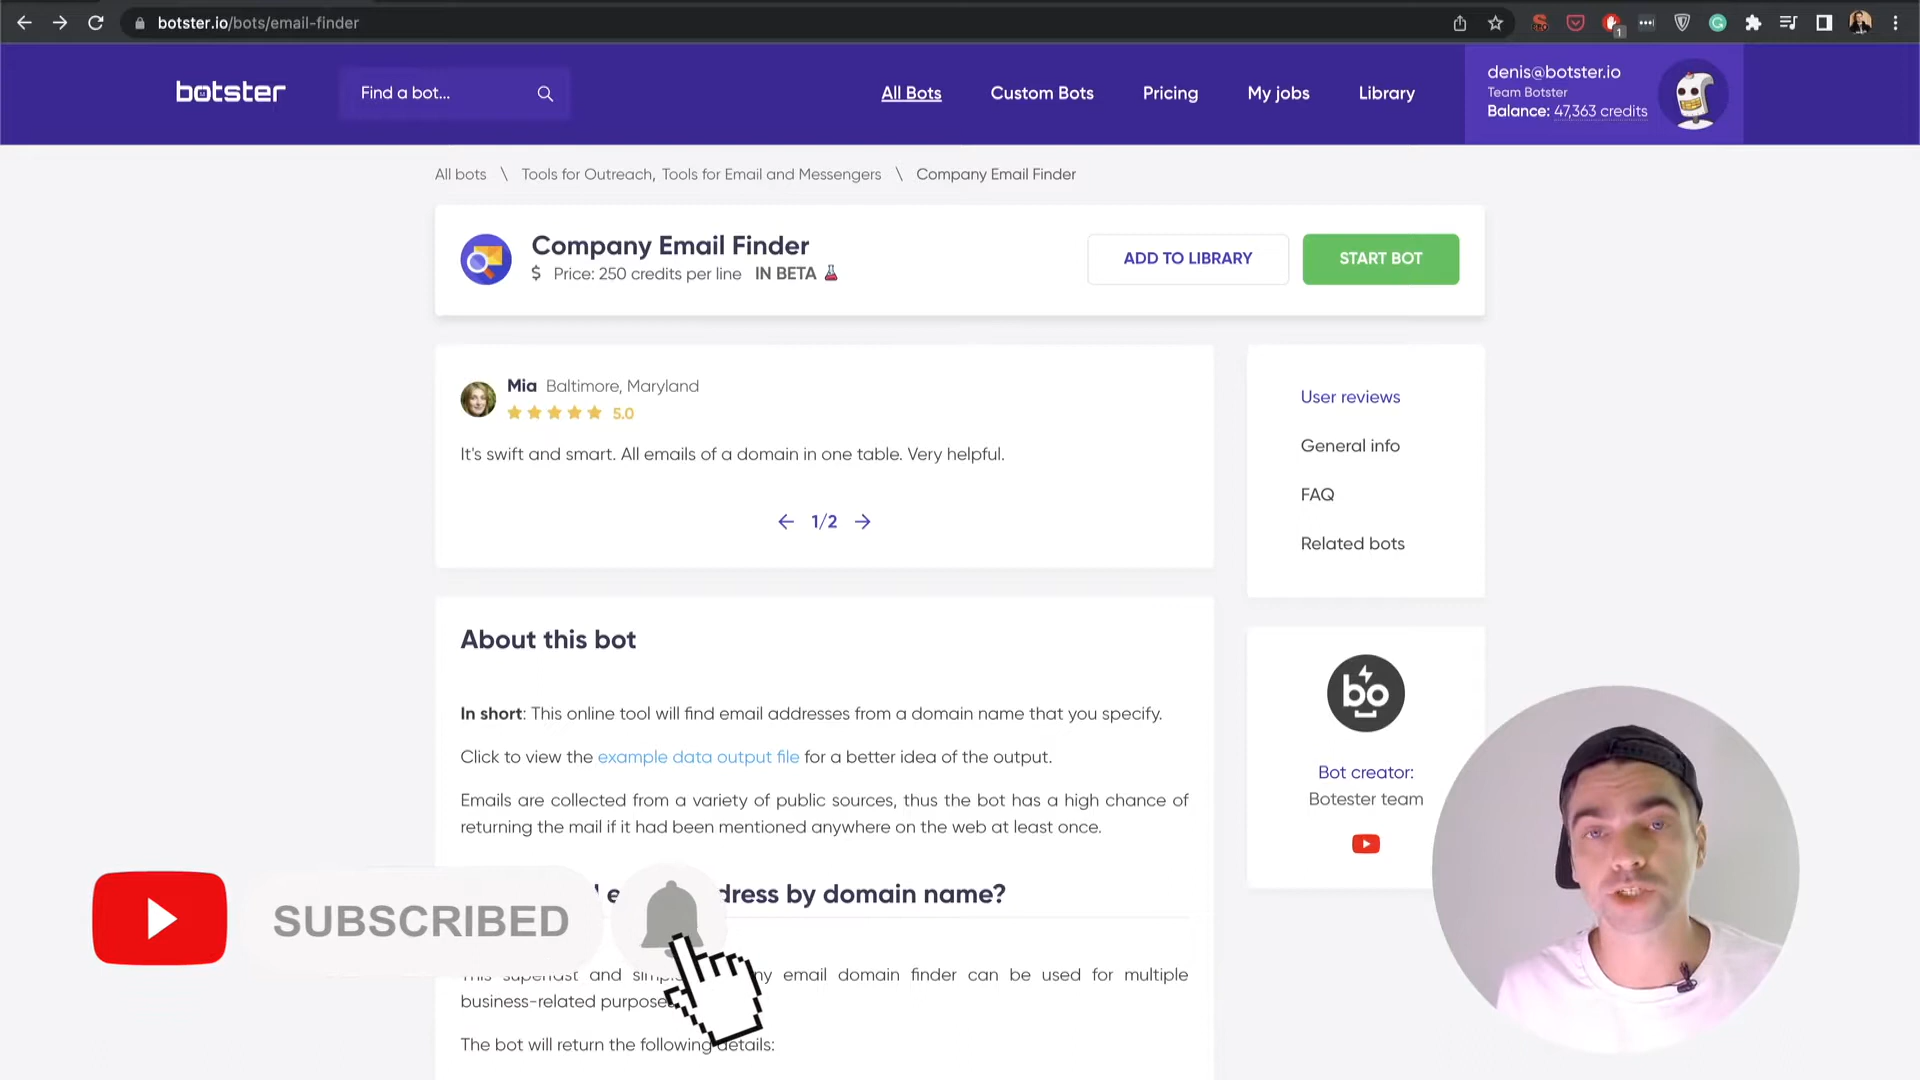 botster.io/bots/email-finder
1
botster
Find a bot...
All Bots
Custom Bots
Pricing
My jobs
Library
denis@botster.io
Team Botster
Balance: 47,363 credits
All bots \ Tools for Outreach, Tools for Email and Messengers \ Company Email Finder
Company Email Finder
$ Price: 250 credits per line IN BETA
ADD TO LIBRARY
START BOT
Mia Baltimore, Maryland
5.0
It's swift and smart. All emails of a domain in one table. Very helpful.
1/2
User reviews
General info
FAQ
Related bots
About this bot
In short: This online tool will find email addresses from a domain name that you specify.
Click to view the example data output file for a better idea of the output.
Emails are collected from a variety of public sources, thus the bot has a high chance of
returning the mail if it had been mentioned anywhere on the web at least once.
bo
Bot creator:
Botester team
by domain name?
SUBSCRIBED
This superfast and email domain finder can be used for multiple
business-related
The bot will return the following details: